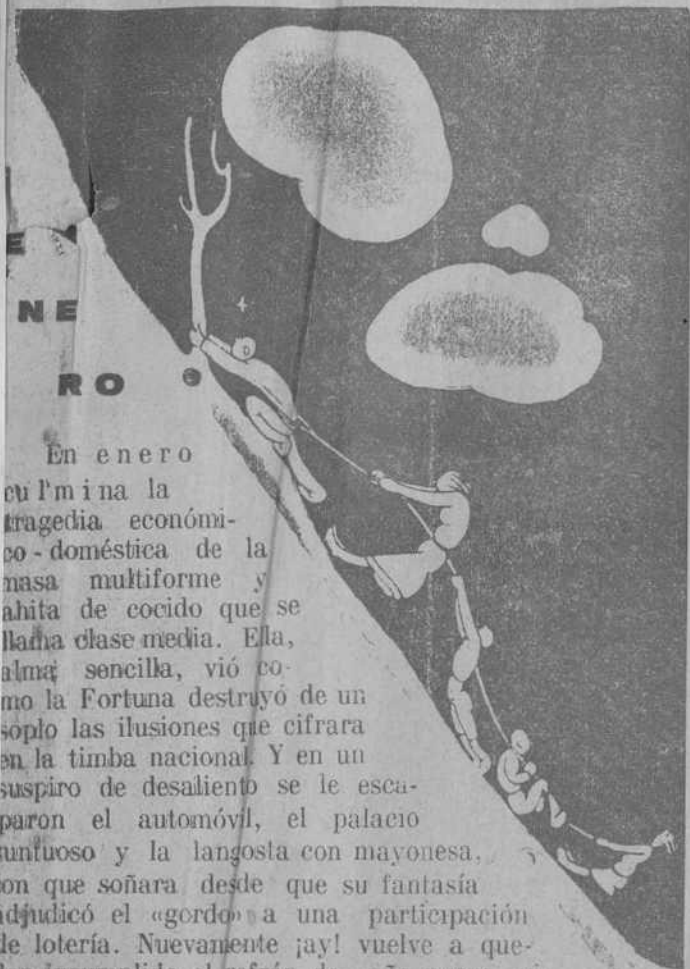 E
NE
RO
En enero
cul'mina la
tragedia económi-
co-doméstica de la
masa multiforme y
ahita de cocido que se
llama clase media. Ella,
alma sencilla, vió co-
mo la Fortuna destruyó de un
soplo las ilusiones que cifrara
en la timba nacional. Y en un
suspiro de desaliento se le esca-
paron el automóvil, el palacio
suntuoso y la langosta con mayonesa,
con que soñara desde que su fantasía
adjudicó el «gordo» a una participación
de lotería. Nuevamente ¡ay! vuelve a que-